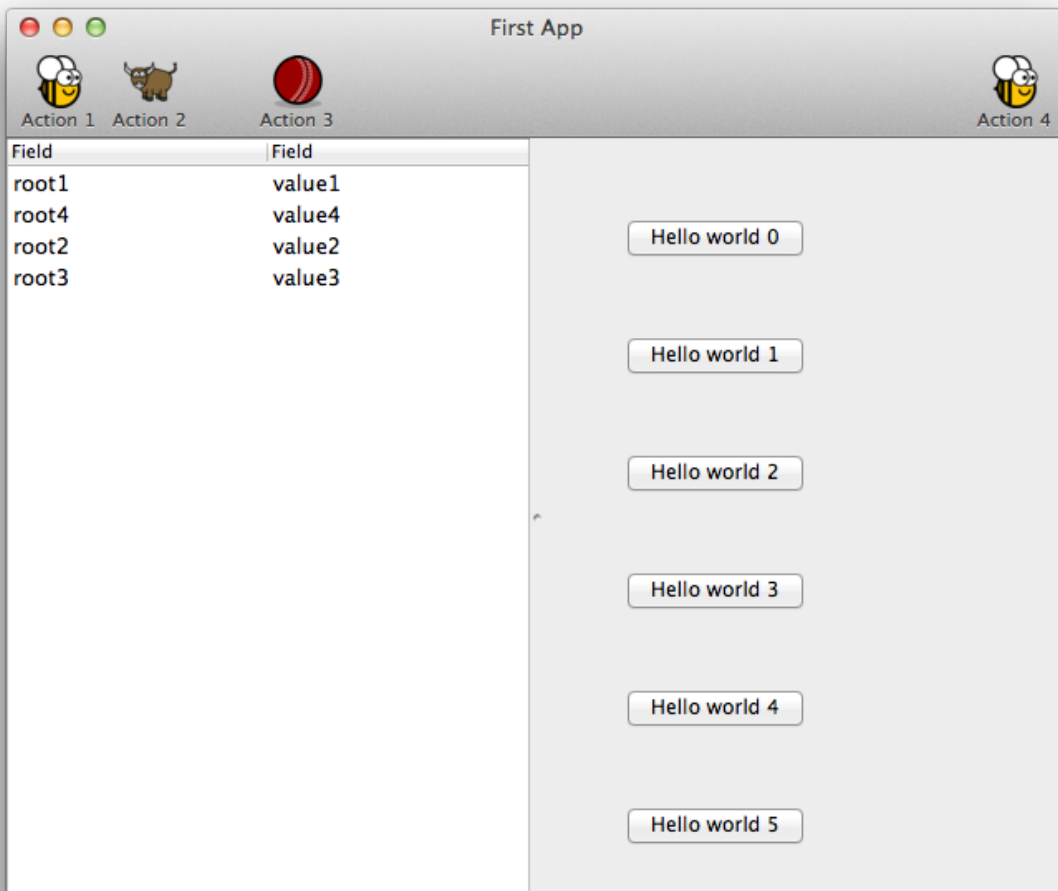 First App
Action 1 Action 2 Action 3 Action 4
Field Field
root1 value1
root4 value4
root2 value2
root3 value3
Hello world 0
Hello world 1
Hello world 2
Hello world 3
Hello world 4
Hello world 5